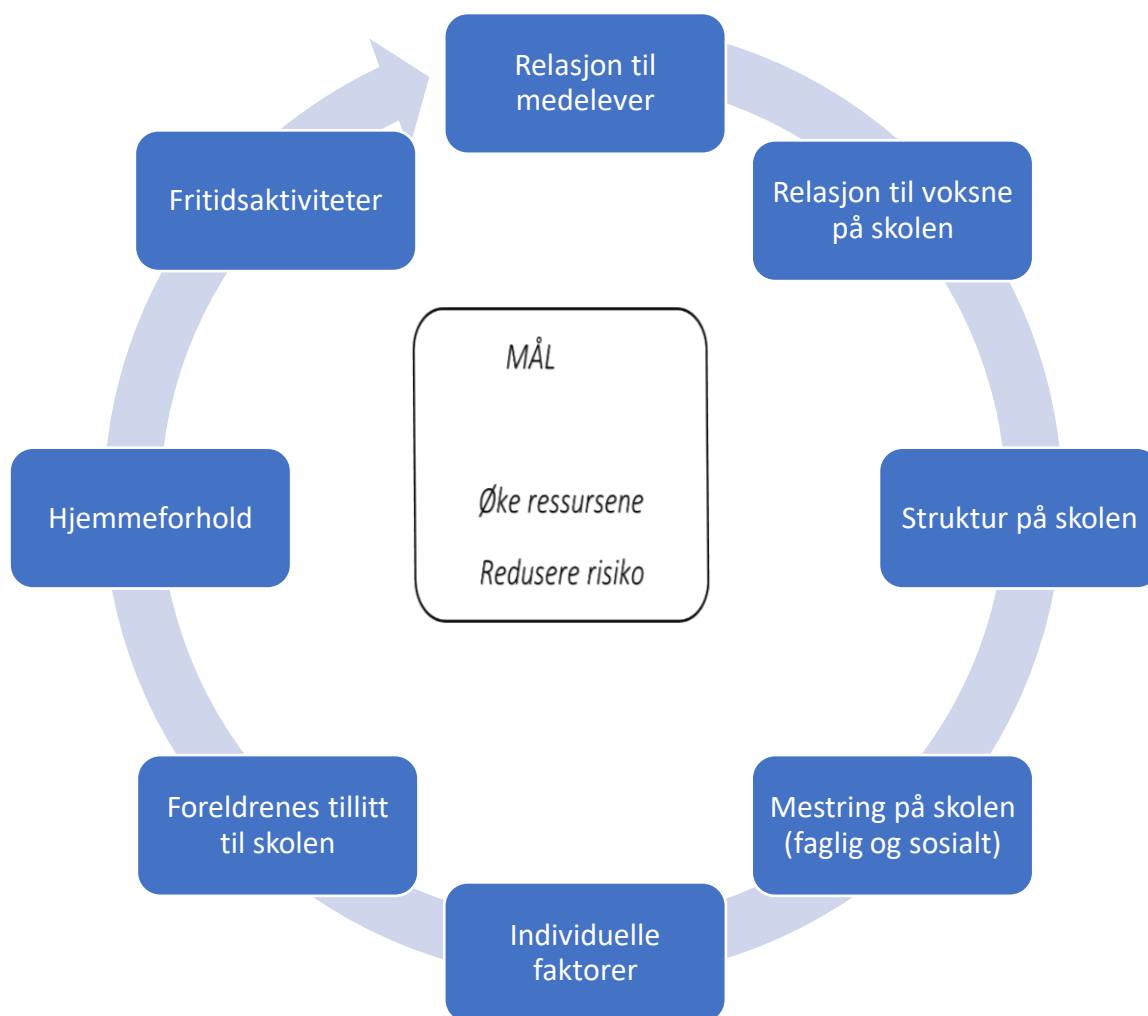 Relasjon til
medelever
Relasjon til voksne
på skolen
Struktur på skolen
Mestring på skolen
(faglig og sosialt)
Individuelle
faktorer
Foreldrenes tillitt
til skolen
Hjemmeforhold
Fritidsaktiviteter
MÅL
Øke ressursene
Redusere risiko